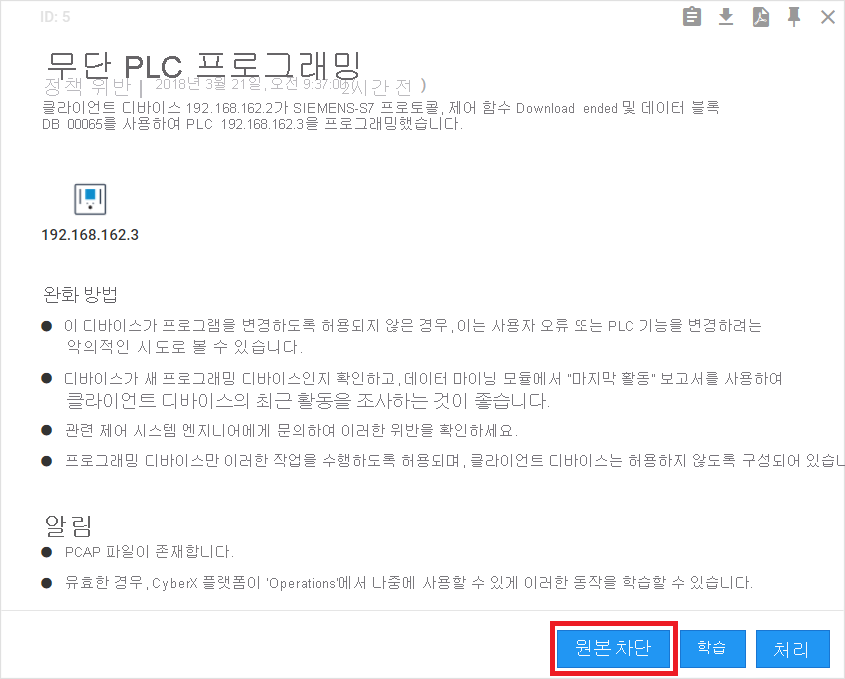 ID: 5
무단 PLC 프로그래밍
정책 위반 | 2018년 3월 21일, 오전 9:37:00 2시간 전 )
클라이언트 디바이스 192.168.162.2가 SIEMENS-S7 프로토콜, 제어 함수 Download ended 및 데이터 블록
DB 00065를 사용하여 PLC 192.168.162.3을 프로그래밍했습니다.
192.168.162.3
완화 방법
● 이 디바이스가 프로그램을 변경하도록 허용되지 않은 경우, 이는 사용자 오류 또는 PLC 기능을 변경하려는
악의적인 시도로 볼 수 있습니다.
● 디바이스가 새 프로그래밍 디바이스인지 확인하고, 데이터 마이닝 모듈에서 "마지막 활동" 보고서를 사용하여
클라이언트 디바이스의 최근 활동을 조사하는 것이 좋습니다.
● 관련 제어 시스템 엔지니어에게 문의하여 이러한 위반을 확인하세요.
● 프로그래밍 디바이스만 이러한 작업을 수행하도록 허용되며, 클라이언트 디바이스는 허용하지 않도록 구성되어 있습니
알림
● PCAP 파일이 존재합니다.
● 유효한 경우, CyberX 플랫폼이 'Operations'에서 나중에 사용할 수 있게 이러한 동작을 학습할 수 있습니다.
원본 차단 학습 처리